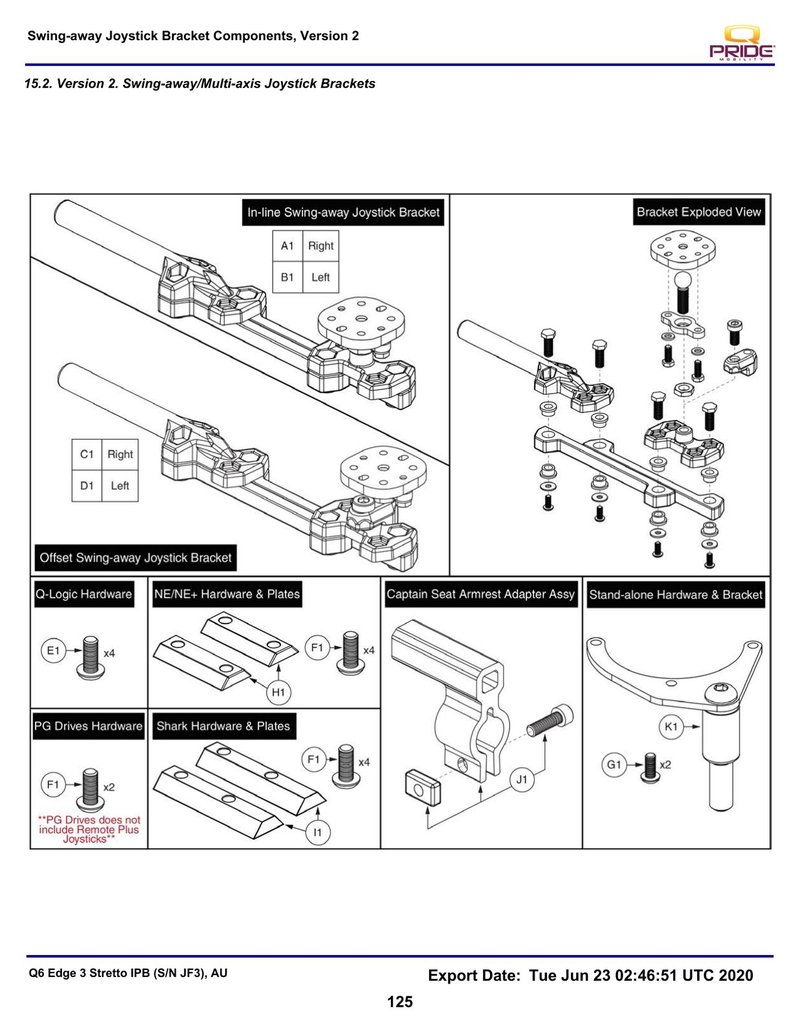 Swing-away Joystick Bracket Components, Version 2
Q
PRIDE
MOBILITY
15.2. Version 2. Swing-away/Multi-axis Joystick Brackets
In-line Swing-away Joystick Bracket
A1 Right
B1 Left
Bracket Exploded View
C1 Right
D1 Left
Offset Swing-away Joystick Bracket
Q-Logic Hardware
E1 x4
NE/NE+ Hardware & Plates
F1 x4
H1
Captain Seat Armrest Adapter Assy
J1
Stand-alone Hardware & Bracket
K1
G1 x2
PG Drives Hardware
F1 x2
**PG Drives does not
include Remote Plus
Joysticks**
Shark Hardware & Plates
F1 x4
I1
Q6 Edge 3 Stretto IPB (S/N JF3), AU
Export Date: Tue Jun 23 02:46:51 UTC 2020
125